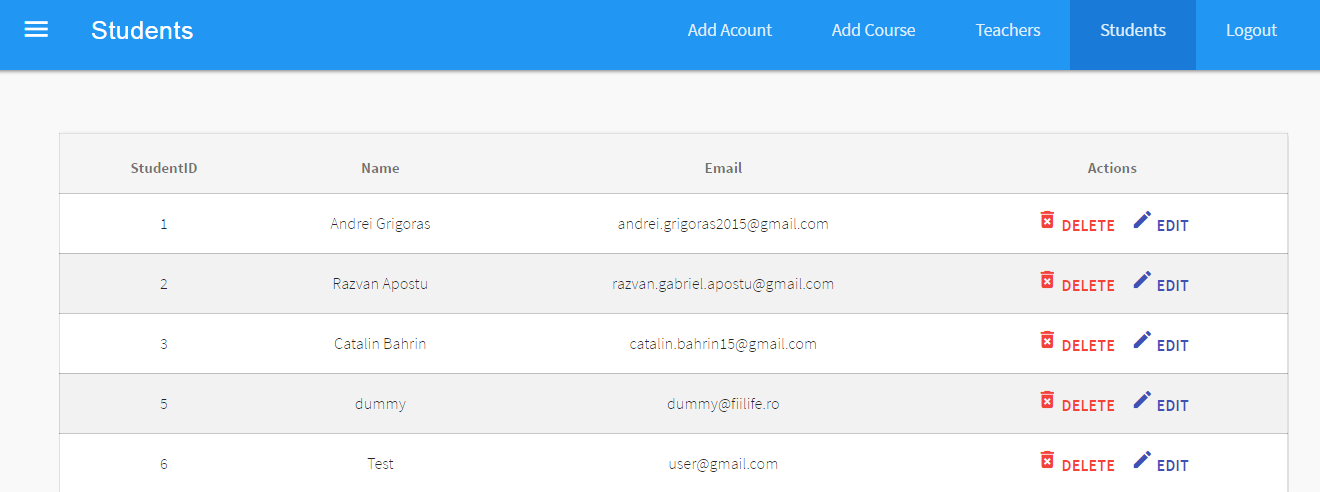 Students Add Acount Add Course Teachers Students Logout
StudentID Name Email Actions
1 Andrei Grigoras andrei.grigoras2015@gmail.com DELETE EDIT
2 Razvan Apostu razvan.gabriel.apostu@gmail.com DELETE EDIT
3 Catalin Bahrin catalin.bahrin15@gmail.com DELETE EDIT
5 dummy dummy@fiilife.ro DELETE EDIT
6 Test user@gmail.com DELETE EDIT